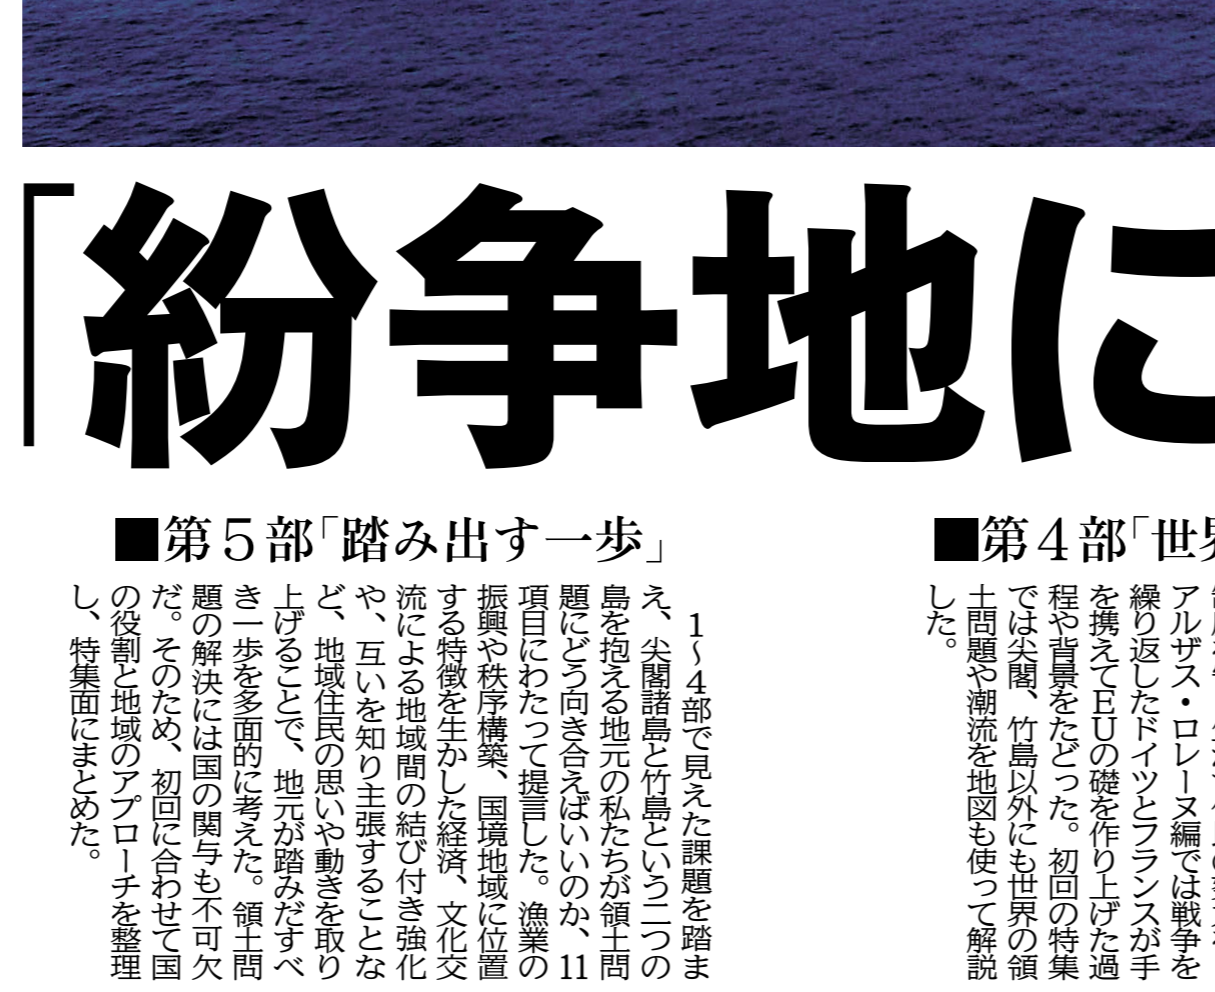 「紛争地に
■第４部「世界
アルザス・ロレーヌ編では戦争を
繰り返したドイツとフランスが手
を携えてＥＵの礎を作り上げた過
程や背景をたどった。初回の特集
では尖閣、竹島以外にも世界の領
土問題や潮流を地図も使って解説
した。
■第５部「踏み出す一歩」
1～4部で見えた課題を踏ま
え、尖閣諸島と竹島という二つの
島を抱える地元の私たちが領土問
題にどう向き合えばいいのか、11
項目にわたって提言した。漁業の
振興や秩序構築、国境地域に位置
する特徴を生かした経済、文化交
流による地域間の結び付き強化
や、互いを知り主張することな
ど、地域住民の思いや動きを取り
上げることで、地元が踏みだすべ
き一歩を多面的に考えた。領土問
題の解決には国の関与も不可欠
だ。そのため、初回に合わせて国
の役割と地域のアプローチを整理
し、特集面にまとめた。